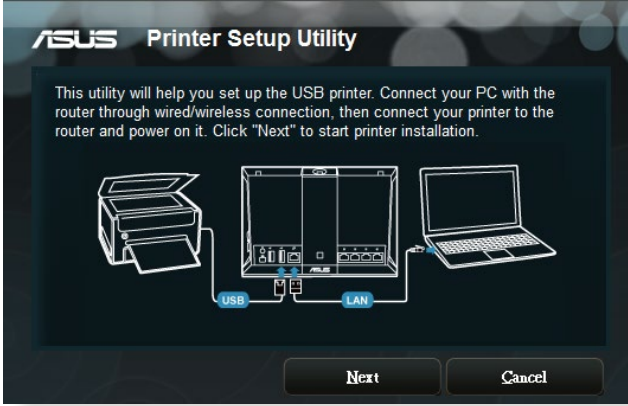 ASUS Printer Setup Utility
This utility will help you set up the USB printer. Connect your PC with the
router through wired/wireless connection, then connect your printer to the
router and power on it. Click "Next" to start printer installation.
ASUS
USB
LAN
Next
Cancel